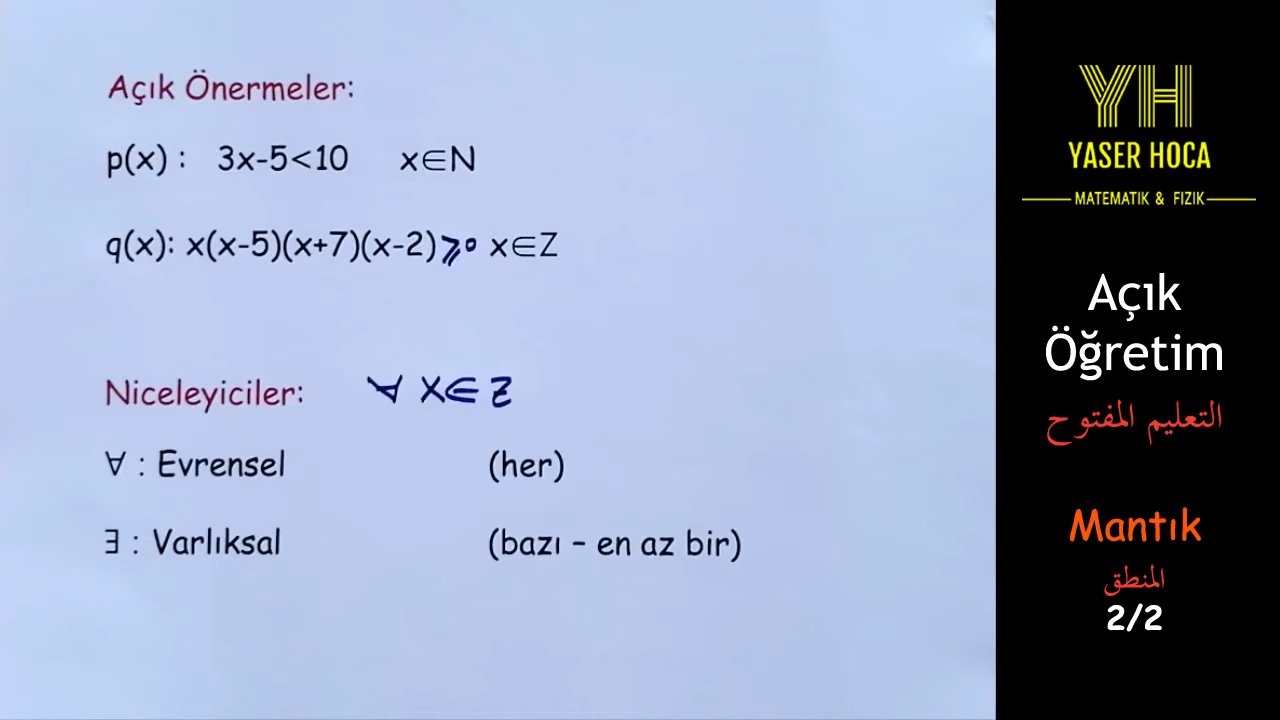 Açık Önermeler:
p(x) : 3x-5<10 x∈N
q(x): x(x-5)(x+7)(x-2)⩾0 x∈Z
Niceleyiciler: ∀ x∈Z
∀ : Evrensel (her)
∃ : Varlıksal (bazı - en az bir)
YH
YASER HOCA
MATEMATIK & FIZIK
Açık
Öğretim
التعليم المفتوح
Mantık
المنطق
2/2